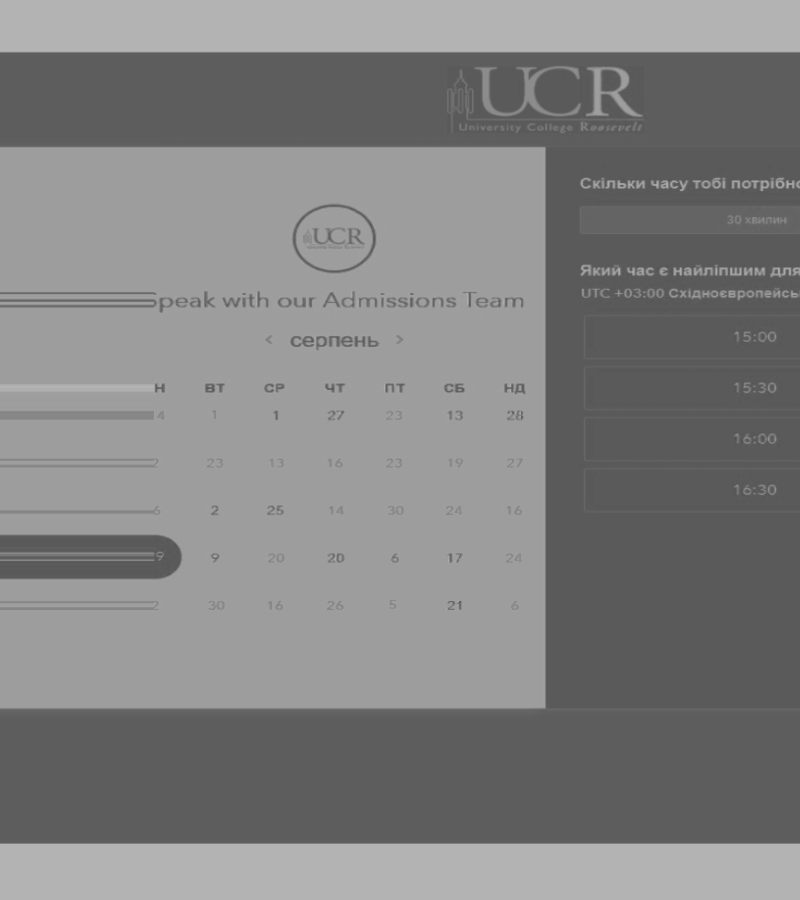 UCR
University College Roosevelt
UCR
Speak with our Admissions Team
< серпень >
Н ВТ СР ЧТ ПТ СБ НД
4 1 1 27 23 13 28
2 23 13 16 23 19 27
6 2 25 14 30 24 16
9 9 20 20 6 17 24
2 30 16 26 5 21 6
Скільки часу тобі потрібно
30 хвилин
Який час є найліпшим для
UTC +03:00 Східноєвропейсь
15:00
15:30
16:00
16:30